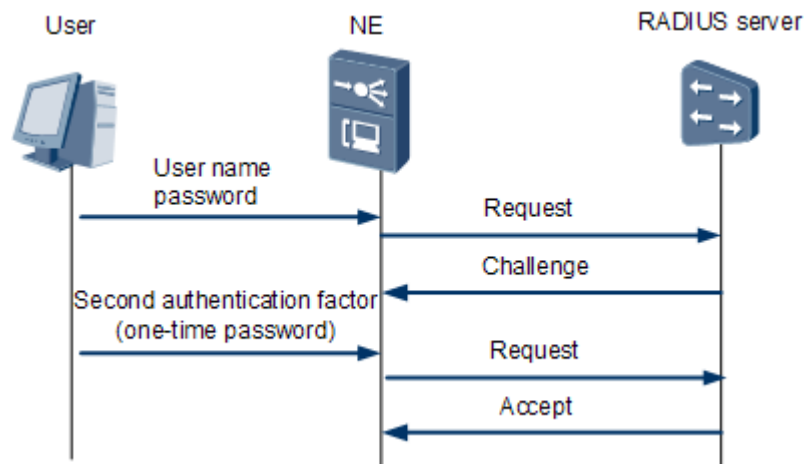 User
NE
RADIUS server
User name
password
Request
Challenge
Second authentication factor
(one-time password)
Request
Accept